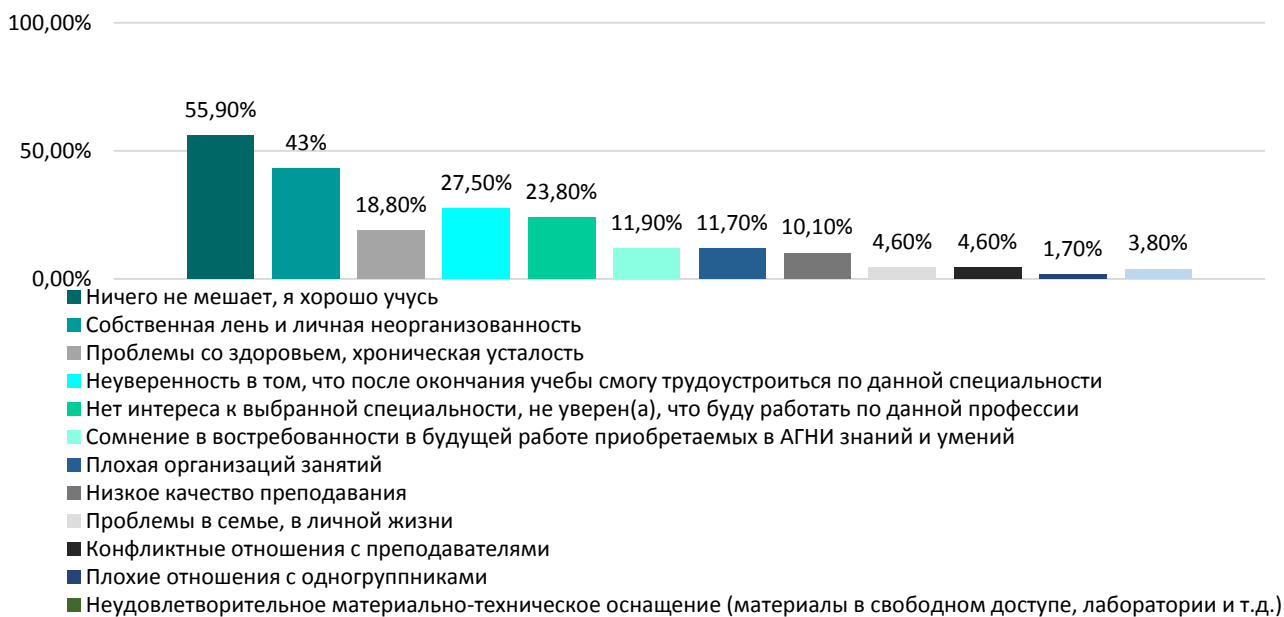 100,00%
55,90%
50,00%
43%
18,80%
27,50%
23,80%
11,90%
11,70%
10,10%
4,60%
4,60%
1,70%
3,80%
0,00%
Ничего не мешает, я хорошо учусь
Собственная лень и личная неорганизованность
Проблемы со здоровьем, хроническая усталость
Неуверенность в том, что после окончания учебы смогу трудоустроиться по данной специальности
Нет интереса к выбранной специальности, не уверен(а), что буду работать по данной профессии
Сомнение в востребованности в будущей работе приобретаемых в АГНИ знаний и умений
Плохая организаций занятий
Низкое качество преподавания
Проблемы в семье, в личной жизни
Конфликтные отношения с преподавателями
Плохие отношения с одногруппниками
Неудовлетворительное материально-техническое оснащение (материалы в свободном доступе, лаборатории и т.д.)